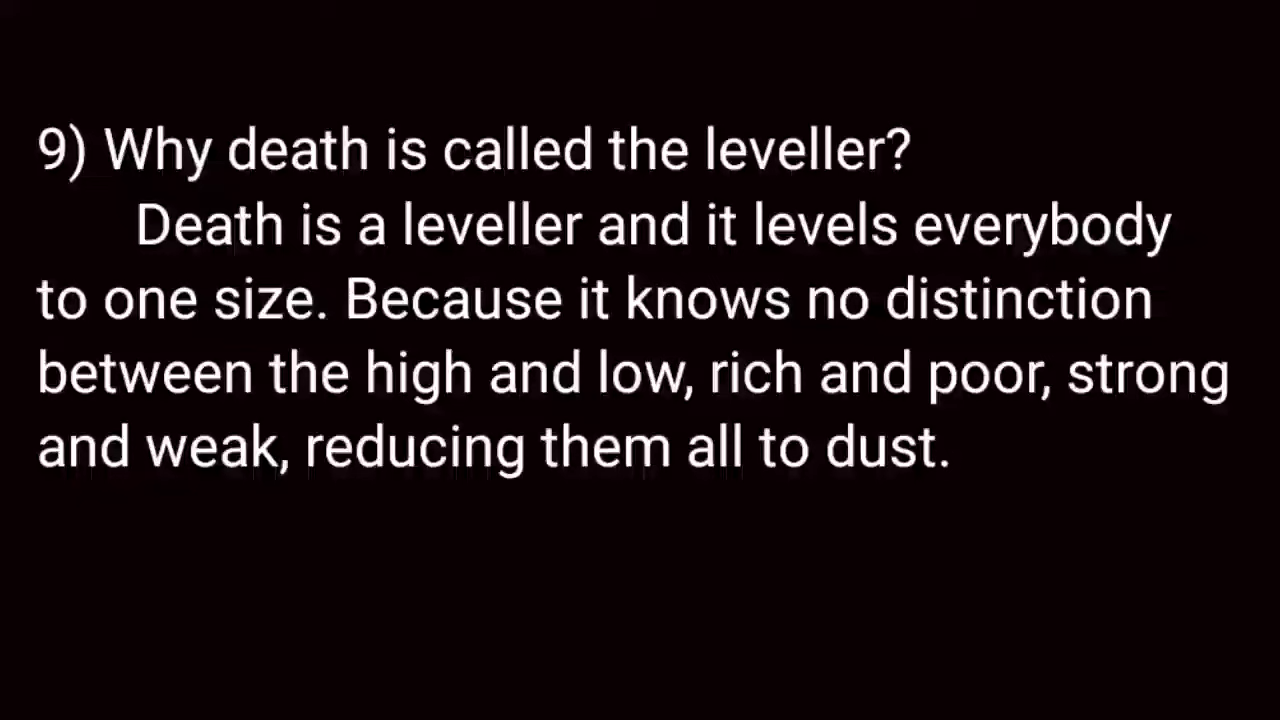 9) Why death is called the leveller?
Death is a leveller and it levels everybody
to one size. Because it knows no distinction
between the high and low, rich and poor, strong
and weak, reducing them all to dust.